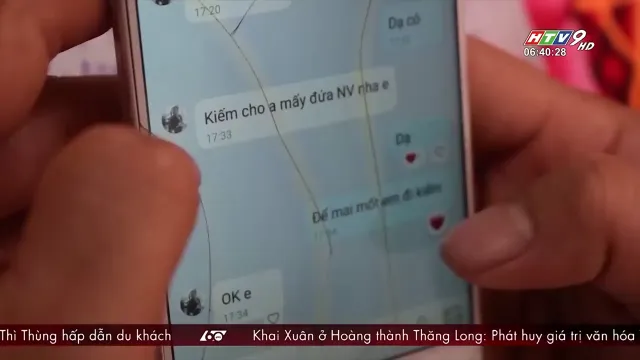 17:20
Dạ có
HTV9 HD
06:40:28
Kiếm cho a mấy đứa NV nha e
17:33
Dạ
Để mai mốt em đi kiếm
OK e
17:34
Thì Thùng hấp dẫn du khách
60
Khai Xuân ở Hoàng thành Thăng Long: Phát huy giá trị văn hóa